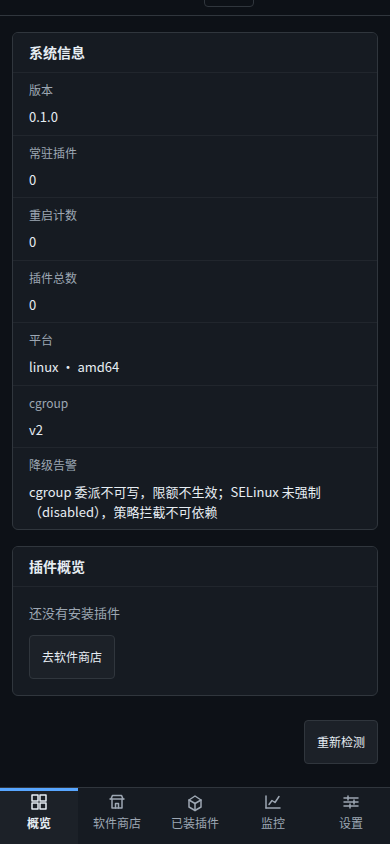 系统信息
版本
0.1.0
常驻插件
0
重启计数
0
插件总数
0
平台
linux · amd64
cgroup
v2
降级告警
cgroup 委派不可写，限额不生效；SELinux 未强制
（disabled），策略拦截不可依赖
插件概览
还没有安装插件
去软件商店
重新检测
概览 软件商店 已装插件 监控 设置